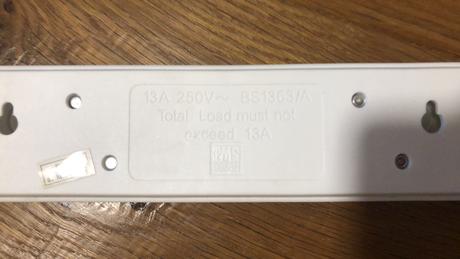 13A 250V~ BS1363/A
Total Load must not
exceed 13A